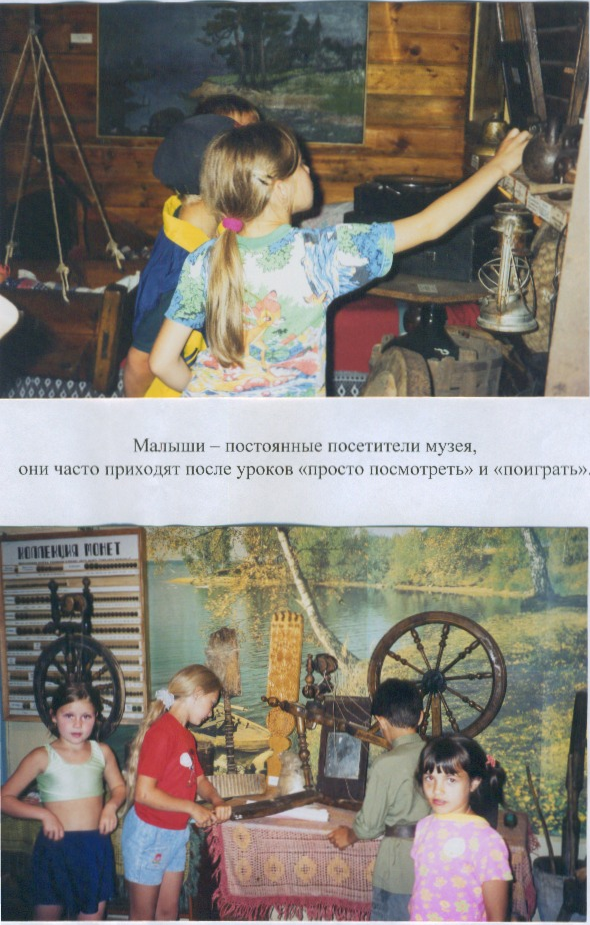 Малыши – постоянные посетители музея,
они часто приходят после уроков «просто посмотреть» и «поиграть».
КОЛЛЕКЦИЯ МОНЕТ